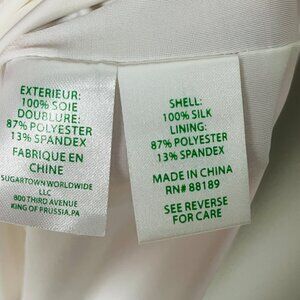 EXTERIEUR:
100% SOIE
DOUBLURE:
87% POLYESTER
13% SPANDEX
FABRIQUE EN
CHINE
SUGARTOWN WORLDWIDE
LLC
800 THIRD AVENUE
KING OF PRUSSIA,PA
SHELL:
100% SILK
LINING:
87% POLYESTER
13% SPANDEX
MADE IN CHINA
RN# 88189
SEE REVERSE
FOR CARE